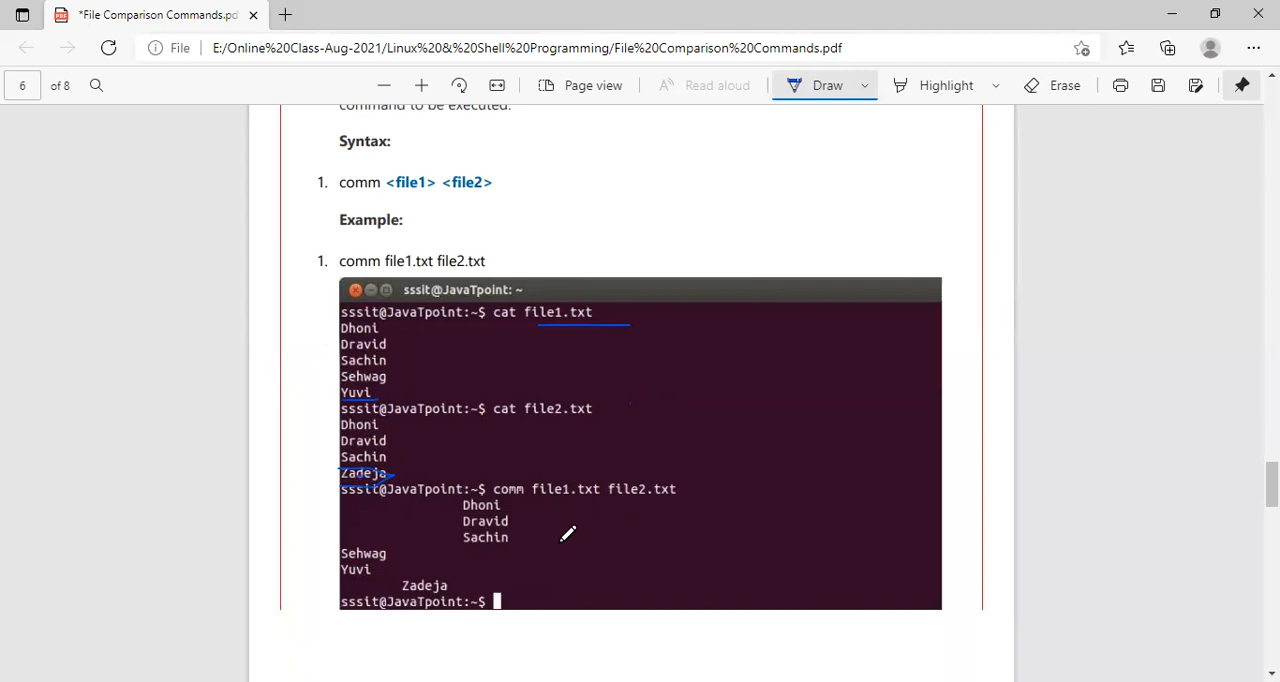 *File Comparison Commands.pd
File
E:/Online%20Class-Aug-2021/Linux%20&%20Shell%20Programming/File%20Comparison%20Commands.pdf
6 of 8
Page view
Read aloud
Draw
Highlight
Erase
command to be executed.
Syntax:
1. comm <file1> <file2>
Example:
1. comm file1.txt file2.txt
sssit@JavaTpoint: ~
sssit@JavaTpoint:~$ cat file1.txt
Dhoni
Dravid
Sachin
Sehwag
Yuvi
sssit@JavaTpoint:~$ cat file2.txt
Dhoni
Dravid
Sachin
Zadeja
sssit@JavaTpoint:~$ comm file1.txt file2.txt
Dhoni
Dravid
Sachin
Sehwag
Yuvi
Zadeja
sssit@JavaTpoint:~$